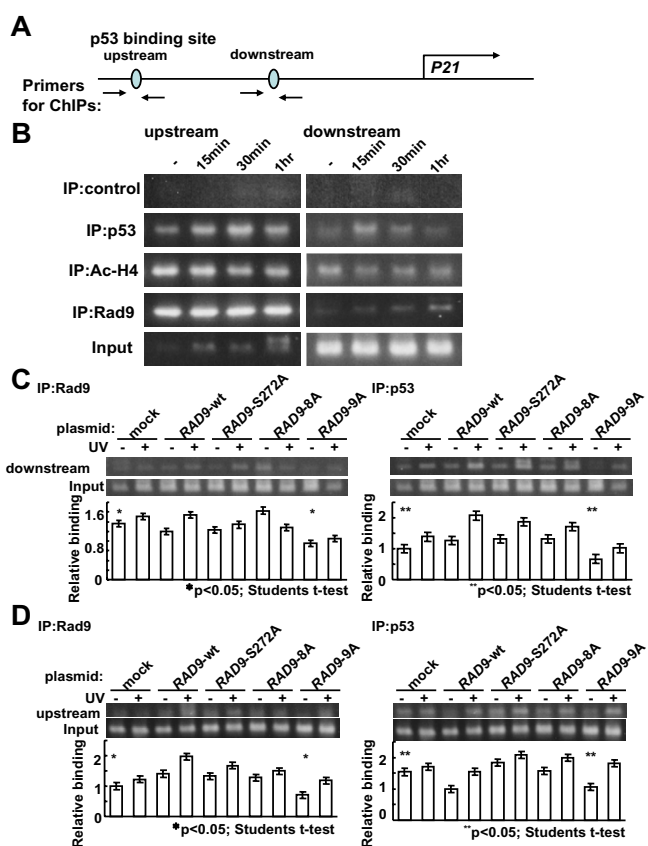 A
p53 binding site
upstream
downstream
P21
Primers
for ChIPs:
B
upstream
downstream
- 15min 30min 1hr
- 15min 30min 1hr
IP:control
IP:p53
IP:Ac-H4
IP:Rad9
Input
C
IP:Rad9
IP:p53
plasmid: mock RAD9-wt RAD9-S272A RAD9-8A RAD9-9A
mock RAD9-wt RAD9-S272A RAD9-8A RAD9-9A
UV - + - + - + - + - +
- + - + - + - + - +
downstream
Input
Relative binding
1.6
0.8
0
* *
*p<0.05; Students t-test
Relative binding
2
1
0
** **
**p<0.05; Students t-test
D
IP:Rad9
IP:p53
plasmid: mock RAD9-wt RAD9-S272A RAD9-8A RAD9-9A
mock RAD9-wt RAD9-S272A RAD9-8A RAD9-9A
UV - + - + - + - + - +
- + - + - + - + - +
upstream
Input
Relative binding
2
1
0
* *
*p<0.05; Students t-test
Relative binding
2
1
0
** **
**p<0.05; Students t-test